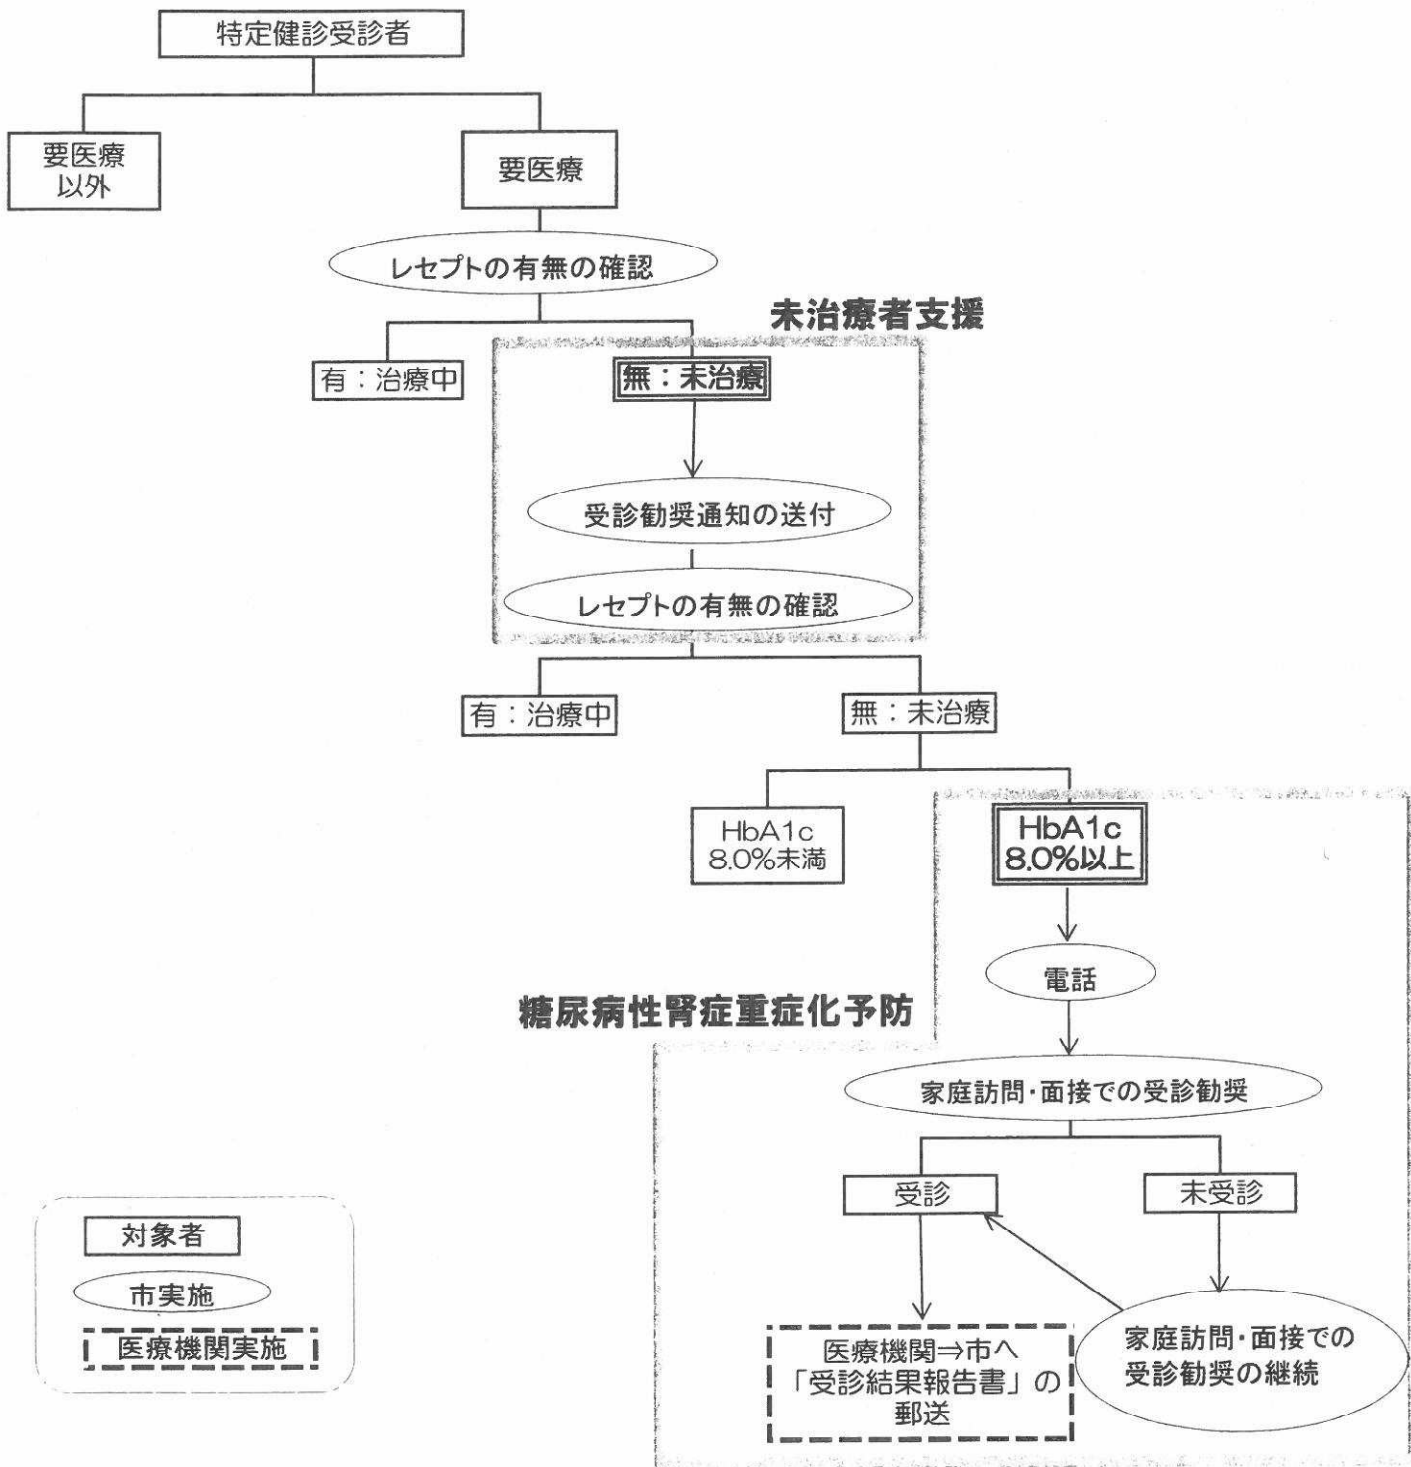 特定健診受診者
要医療
以外
要医療
レセプトの有無の確認
未治療者支援
有：治療中
無：未治療
受診勧奨通知の送付
レセプトの有無の確認
有：治療中
無：未治療
HbA1c
8.0%未満
HbA1c
8.0%以上
電話
糖尿病性腎症重症化予防
家庭訪問・面接での受診勧奨
受診
未受診
対象者
市実施
医療機関実施
医療機関⇒市へ
「受診結果報告書」の
郵送
家庭訪問・面接での
受診勧奨の継続